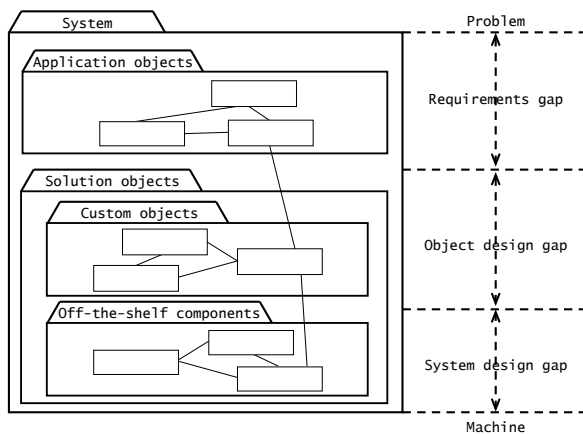 System
Problem
Application objects
Requirements gap
Solution objects
Custom objects
Object design gap
Off-the-shelf components
System design gap
Machine